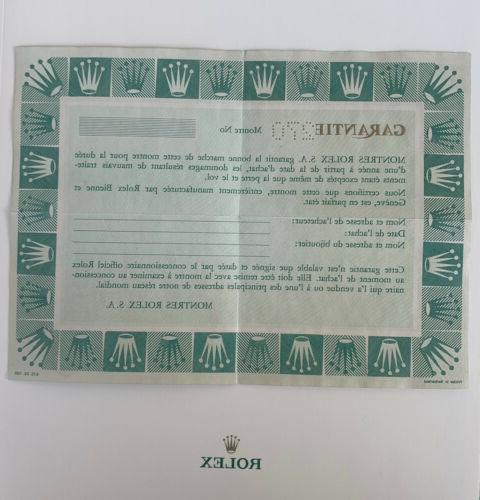 GARANTIE
Montre No
MONTRES ROLEX S.A. garantit la bonne marche de cette montre pour la durée
d'une année à partir de la date d'achat, les dommages résultant de mauvais traite-
ments étant exceptés de même que la perte et le vol.
Nous certifions que cette montre, entièrement manufacturée par Rolex Bienne et
Genève, est en parfait état.
Nom et adresse de l'acheteur:
Date de l'achat:
Nom et adresse du bijoutier:
Cette garantie n'est valable que signée et datée par le concessionnaire officiel Rolex
au moment de l'achat. Elle doit être remise avec la montre à examiner au concession-
naire qui l'a vendue ou à l'une des principales adresses de notre réseau mondial.
MONTRES ROLEX S.A.
Printed in Switzerland
ROLEX